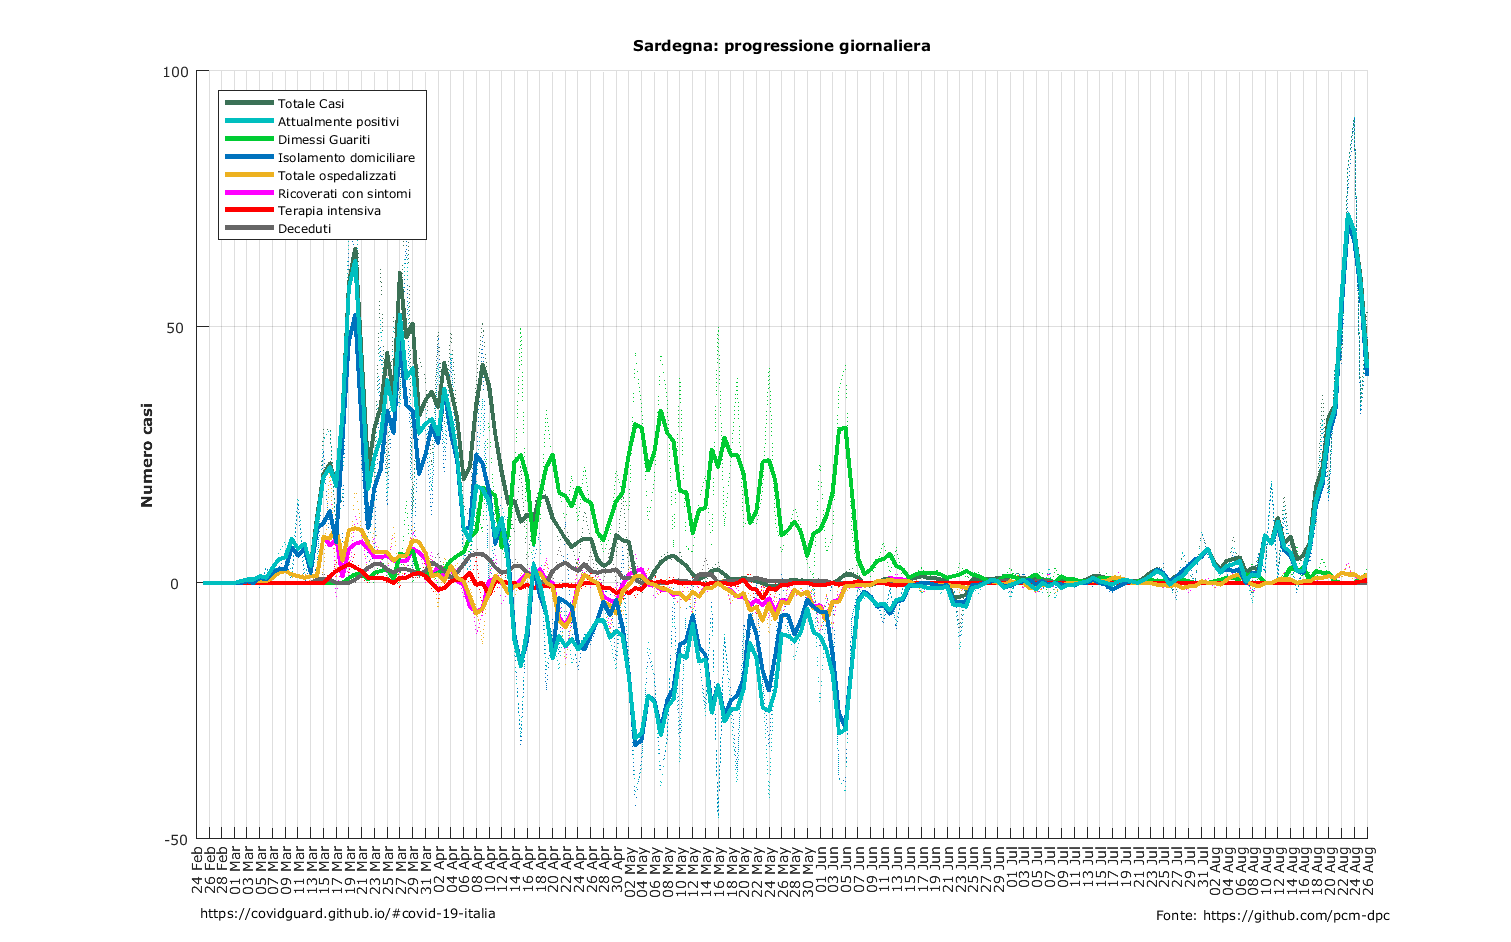 Sardegna: progressione giornaliera
100
50
0
-50
Numero casi
Totale Casi
Attualmente positivi
Dimessi Guariti
Isolamento domiciliare
Totale ospedalizzati
Ricoverati con sintomi
Terapia intensiva
Deceduti
24 Feb
26 Feb
28 Feb
01 Mar
03 Mar
05 Mar
07 Mar
09 Mar
11 Mar
13 Mar
15 Mar
17 Mar
19 Mar
21 Mar
23 Mar
25 Mar
27 Mar
29 Mar
31 Mar
02 Apr
04 Apr
06 Apr
08 Apr
10 Apr
12 Apr
14 Apr
16 Apr
18 Apr
20 Apr
22 Apr
24 Apr
26 Apr
28 Apr
30 Apr
02 May
04 May
06 May
08 May
10 May
12 May
14 May
16 May
18 May
20 May
22 May
24 May
26 May
28 May
30 May
01 Jun
03 Jun
05 Jun
07 Jun
09 Jun
11 Jun
13 Jun
15 Jun
17 Jun
19 Jun
21 Jun
23 Jun
25 Jun
27 Jun
29 Jun
01 Jul
03 Jul
05 Jul
07 Jul
09 Jul
11 Jul
13 Jul
15 Jul
17 Jul
19 Jul
21 Jul
23 Jul
25 Jul
27 Jul
29 Jul
31 Jul
02 Aug
04 Aug
06 Aug
08 Aug
10 Aug
12 Aug
14 Aug
16 Aug
18 Aug
20 Aug
22 Aug
24 Aug
26 Aug
https://covidguard.github.io/#covid-19-italia
Fonte: https://github.com/pcm-dpc